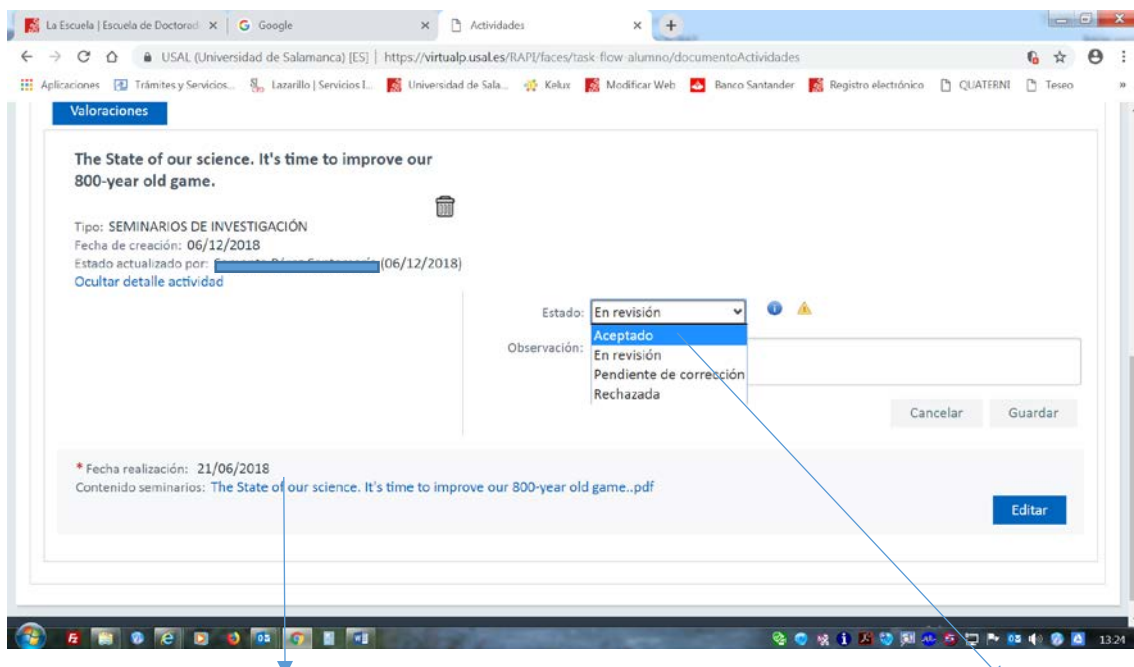 La Escuela | Escuela de Doctorad
Google
Actividades
USAL (Universidad de Salamanca) [ES] | https://virtualp.usal.es/RAPI/faces/task-flow-alumno/documentoActividades
Aplicaciones
Trámites y Servicios...
Lazarillo | Servicios I...
Universidad de Sala...
Kelux
Modificar Web
Banco Santander
Registro electrónico
QUATERNI
Teseo
»
Valoraciones
The State of our science. It's time to improve our
800-year old game.
Tipo: SEMINARIOS DE INVESTIGACIÓN
Fecha de creación: 06/12/2018
Estado actualizado por: (06/12/2018)
Ocultar detalle actividad
Estado: En revisión
Aceptado
Observación:
En revisión
Pendiente de corrección
Rechazada
Cancelar
Guardar
* Fecha realización: 21/06/2018
Contenido seminarios: The State of our science. It's time to improve our 800-year old game..pdf
Editar
13:24